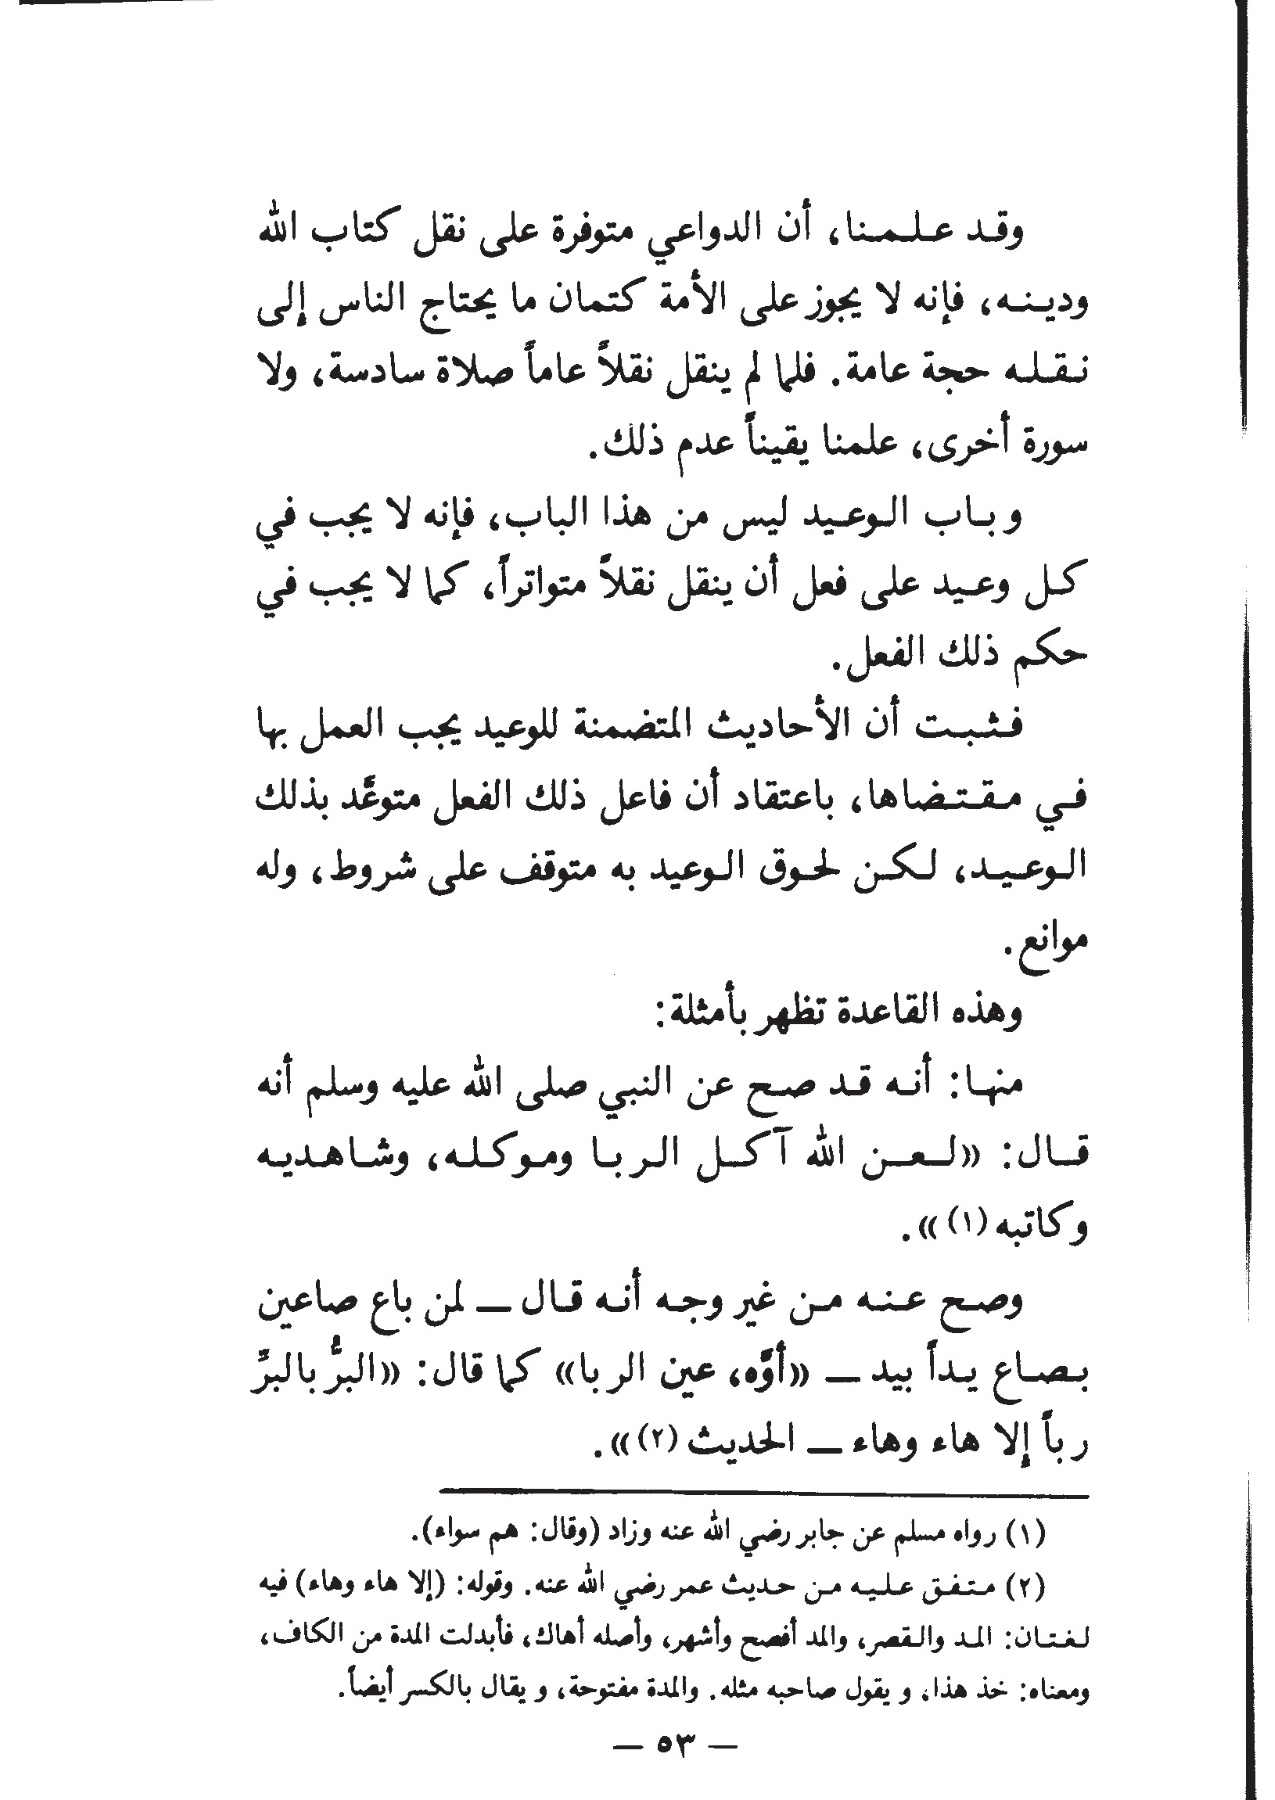 وقد علمنا، أن الدواعي متوفرة على نقل كتاب الله
ودينه، فإنه لا يجوز على الأمة كتمان ما يحتاج الناس إلى
نقله حجة عامة. فلما لم ينقل نقلاً عاماً صلاة سادسة، ولا
سورة أخرى، علمنا يقيناً عدم ذلك.
وباب الوعيد ليس من هذا الباب، فإنه لا يجب في
كل وعيد على فعل أن ينقل نقلاً متواتراً، كما لا يجب في
حكم ذلك الفعل.
فثبت أن الأحاديث المتضمنة للوعيد يجب العمل بها
في مقتضاها، باعتقاد أن فاعل ذلك الفعل متوعَّد بذلك
الوعيد، لكن لحوق الوعيد به متوقف على شروط، وله
موانع.
وهذه القاعدة تظهر بأمثلة:
منها: أنه قد صح عن النبي صلى الله عليه وسلم أنه
قال: «لعن الله آكل الربا وموكله، وشاهديه
وكاتبه (١)».
وصح عنه من غير وجه أنه قال ـ لمن باع صاعين
بصاع يداً بيد ـ «أوَّه، عين الربا» كما قال: «البرُّ بالبرِّ
رباً إلا هاء وهاء ـ الحديث (٢)».
(١) رواه مسلم عن جابر رضي الله عنه وزاد (وقال: هم سواء).
(٢) متفق عليه من حديث عمر رضي الله عنه. وقوله: (إلا هاء وهاء) فيه
لغتان: المد والقصر، والمد أفصح وأشهر، وأصله أهاك، فأبدلت المدة من الكاف،
ومعناه: خذ هذا، ويقول صاحبه مثله. والمدة مفتوحة، ويقال بالكسر أيضاً.
— ٥٣ —